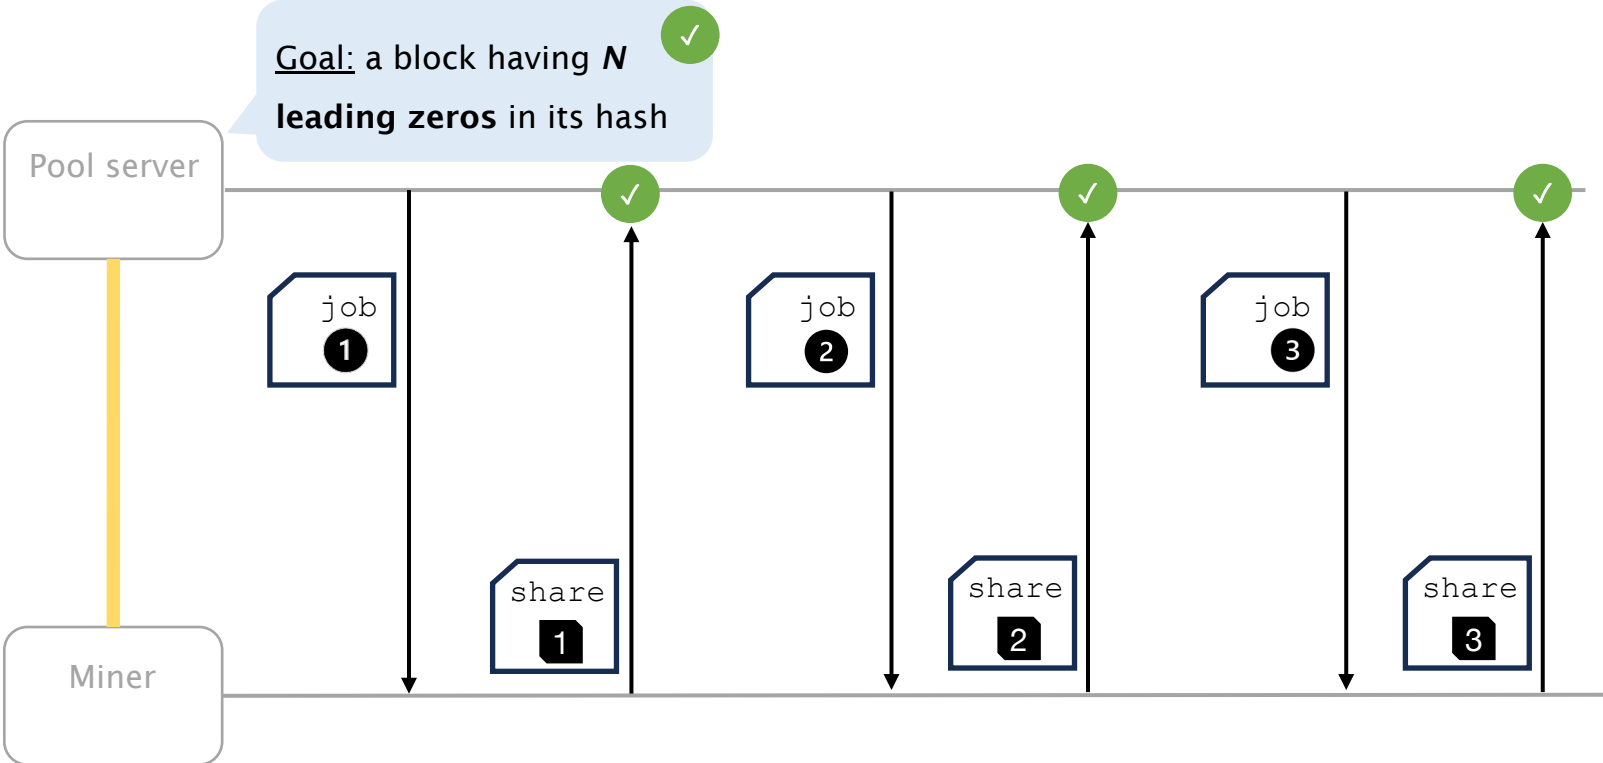 Goal: a block having N
leading zeros in its hash
✓
Pool server
✓
✓
✓
job
1
job
2
job
3
share
1
share
2
share
3
Miner